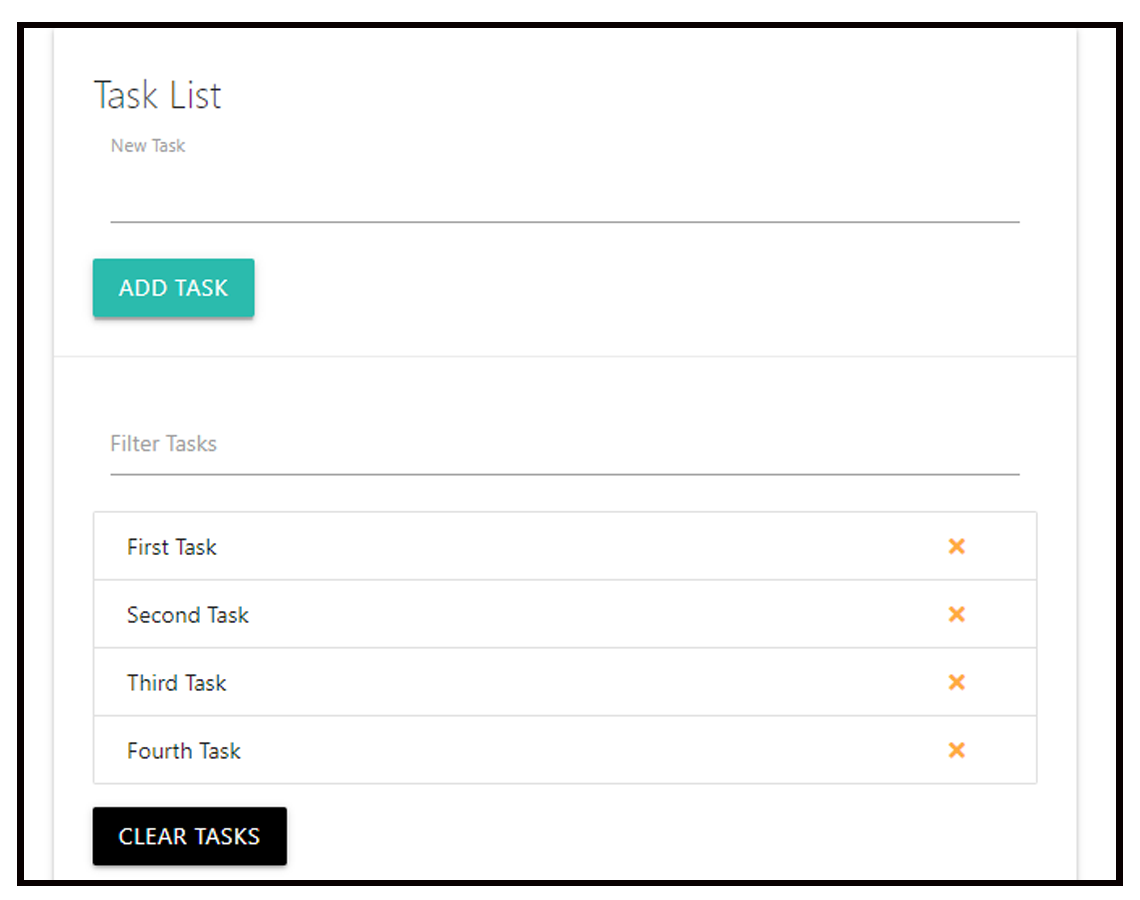 Task List
New Task
ADD TASK
Filter Tasks
First Task
Second Task
Third Task
Fourth Task
CLEAR TASKS